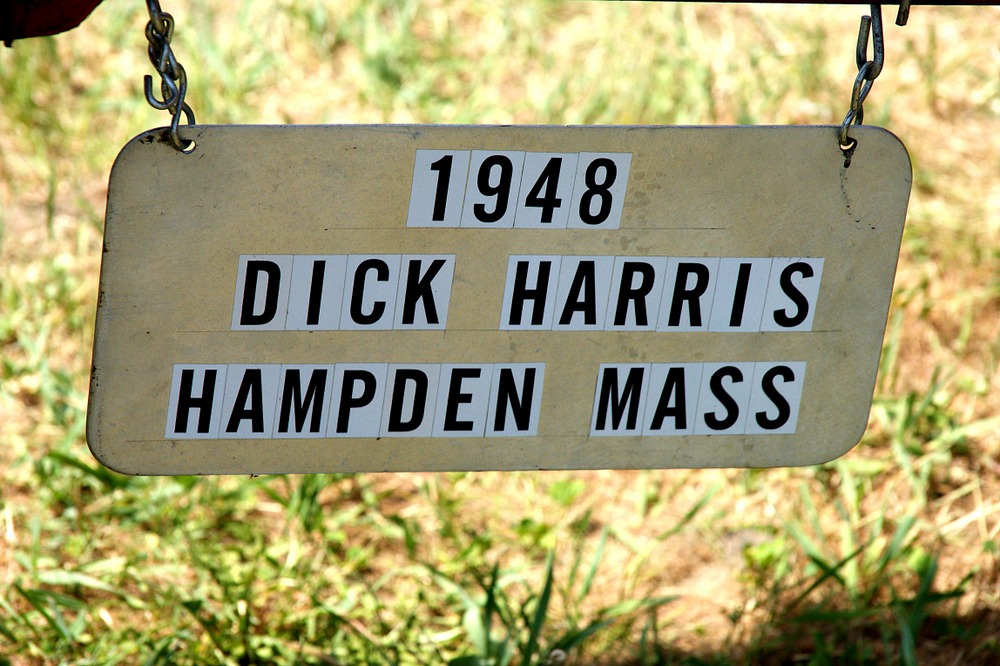 1948
DICK HARRIS
HAMPDEN MASS